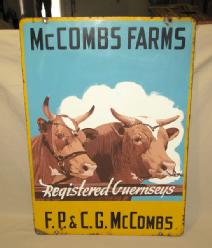 McCOMBS FARMS
Registered Guernseys
F.P. & C.G. McCOMBS